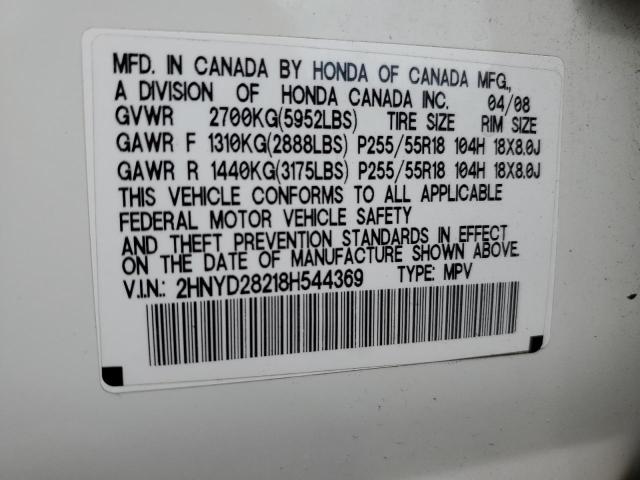 MFD. IN CANADA BY HONDA OF CANADA MFG.,
A DIVISION OF HONDA CANADA INC. 04/08
GVWR 2700KG(5952LBS) TIRE SIZE RIM SIZE
GAWR F 1310KG(2888LBS) P255/55R18 104H 18X8.0J
GAWR R 1440KG(3175LBS) P255/55R18 104H 18X8.0J
THIS VEHICLE CONFORMS TO ALL APPLICABLE
FEDERAL MOTOR VEHICLE SAFETY
AND THEFT PREVENTION STANDARDS IN EFFECT
ON THE DATE OF MANUFACTURE SHOWN ABOVE.
V.I.N.: 2HNYD28218H544369 TYPE: MPV